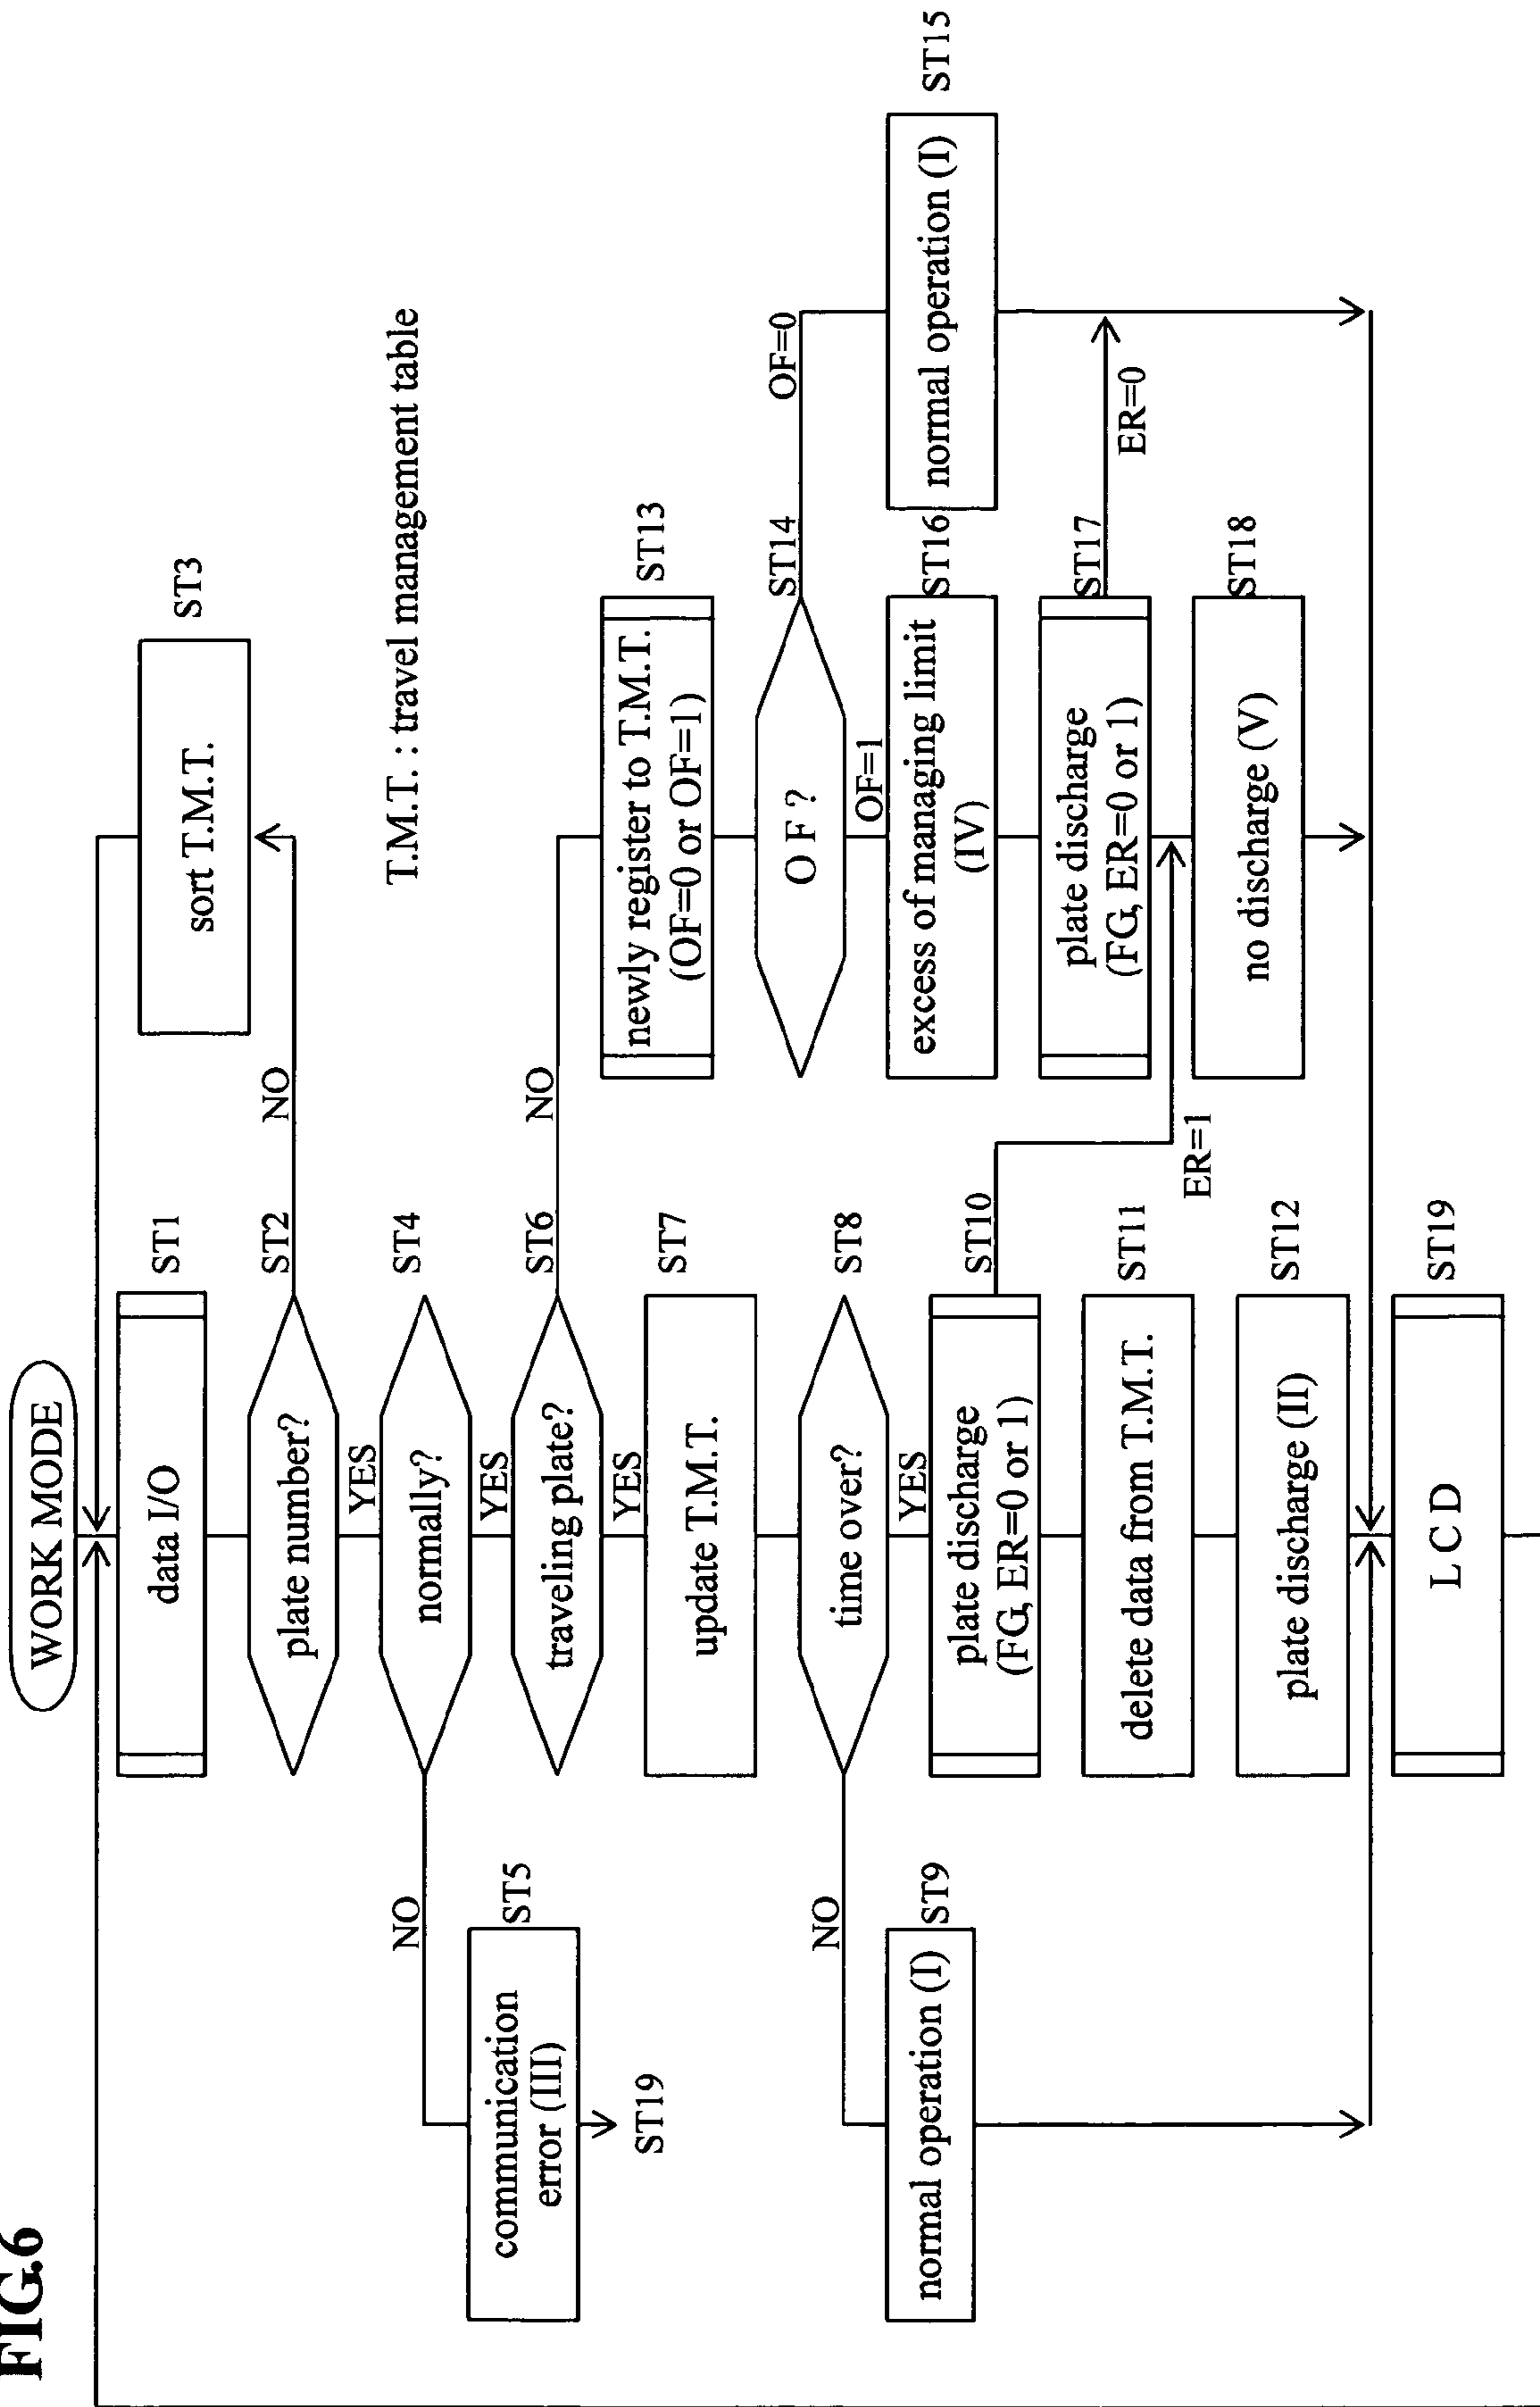 FIG.6
WORK MODE
data I/O
ST1
plate number?
ST2
NO
sort T.M.T.
ST3
YES
T.M.T. : travel management table
normally?
ST4
NO
communication
error (III)
ST5
ST19
YES
traveling plate?
ST6
NO
YES
update T.M.T.
ST7
newly register to T.M.T.
(OF=0 or OF=1)
ST13
time over?
ST8
NO
normal operation (I)
ST9
YES
O F ?
ST14
OF=0
OF=1
normal operation (I)
ST15
excess of managing limit
(IV)
ST16
plate discharge
(FG, ER=0 or 1)
ST10
ER=1
plate discharge
(FG, ER=0 or 1)
ST17
ER=0
delete data from T.M.T.
ST11
no discharge (V)
ST18
plate discharge (II)
ST12
L C D
ST19